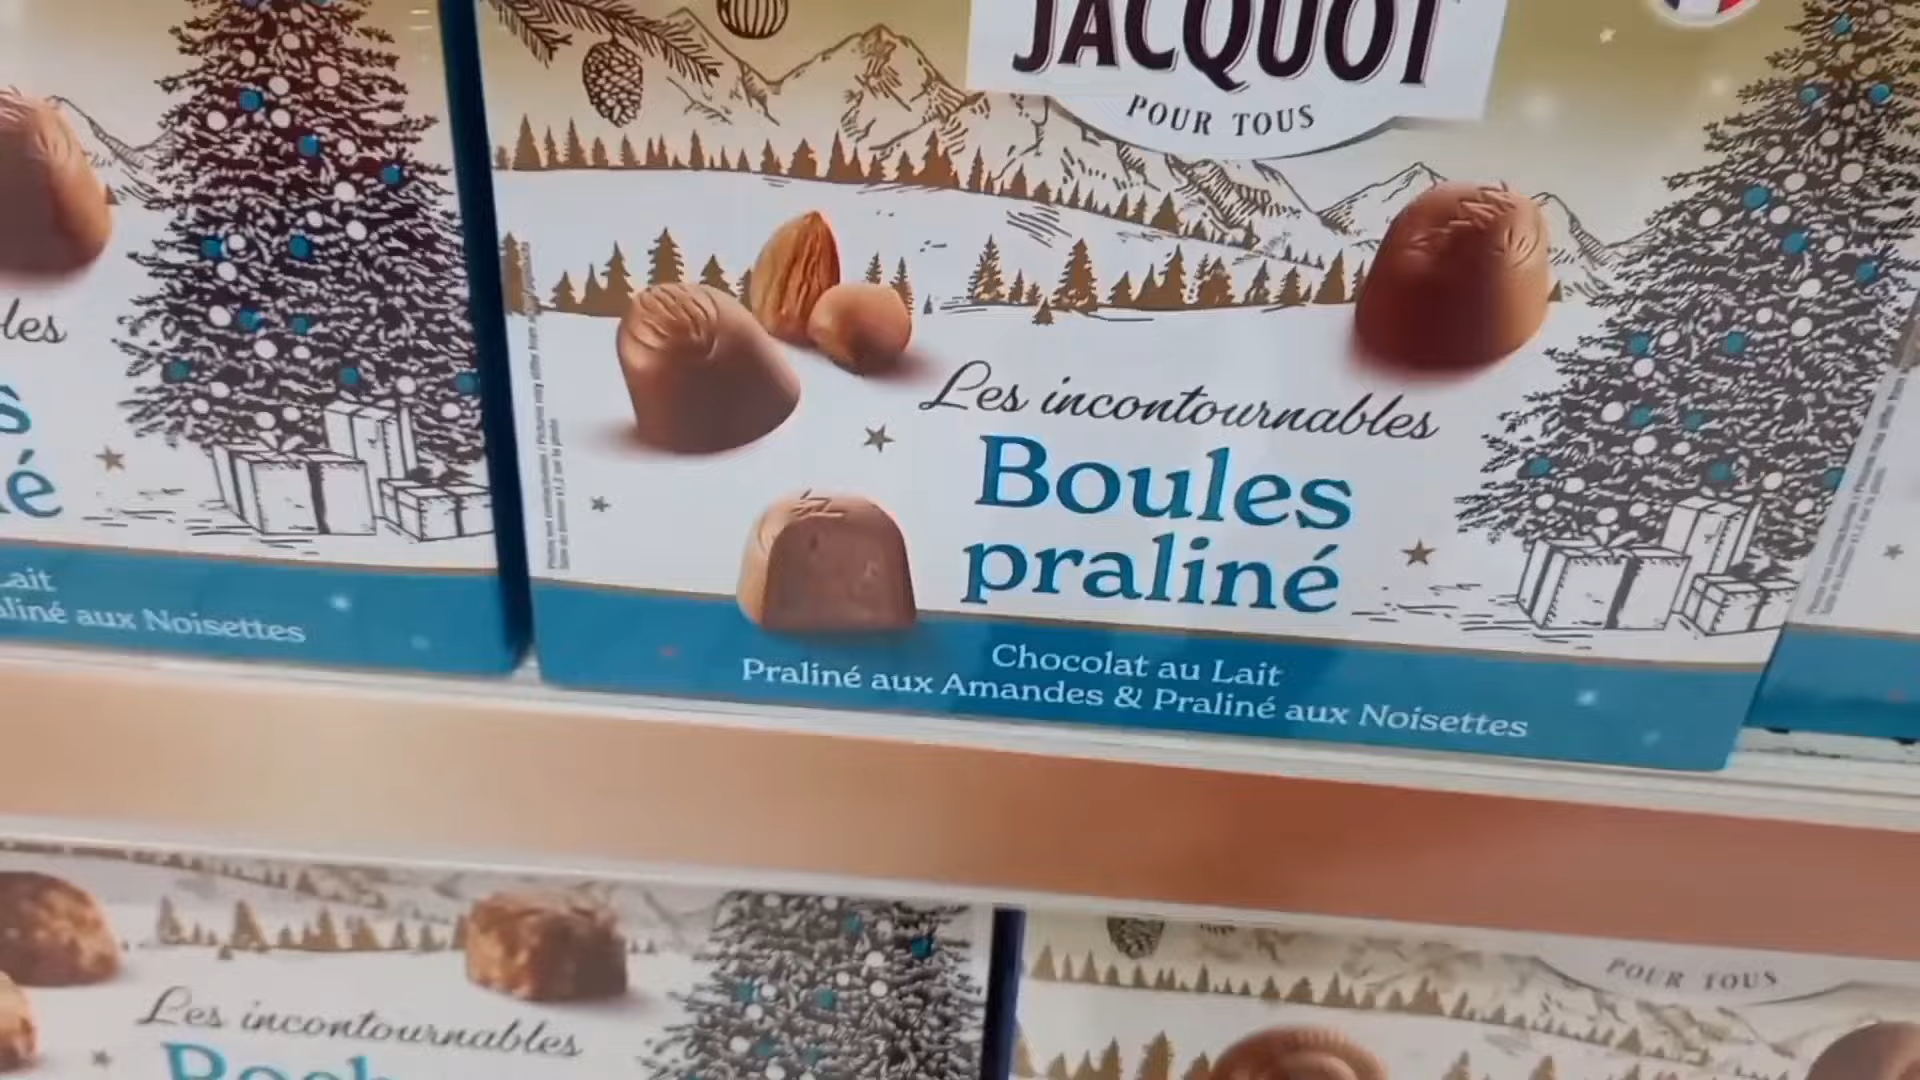 JACQUOT
POUR TOUS
Les incontournables
Boules
praliné
Chocolat au Lait
Praliné aux Amandes & Praliné aux Noisettes
les
s
é
Lait
aliné aux Noisettes
Les incontournables
Roch
POUR TOUS